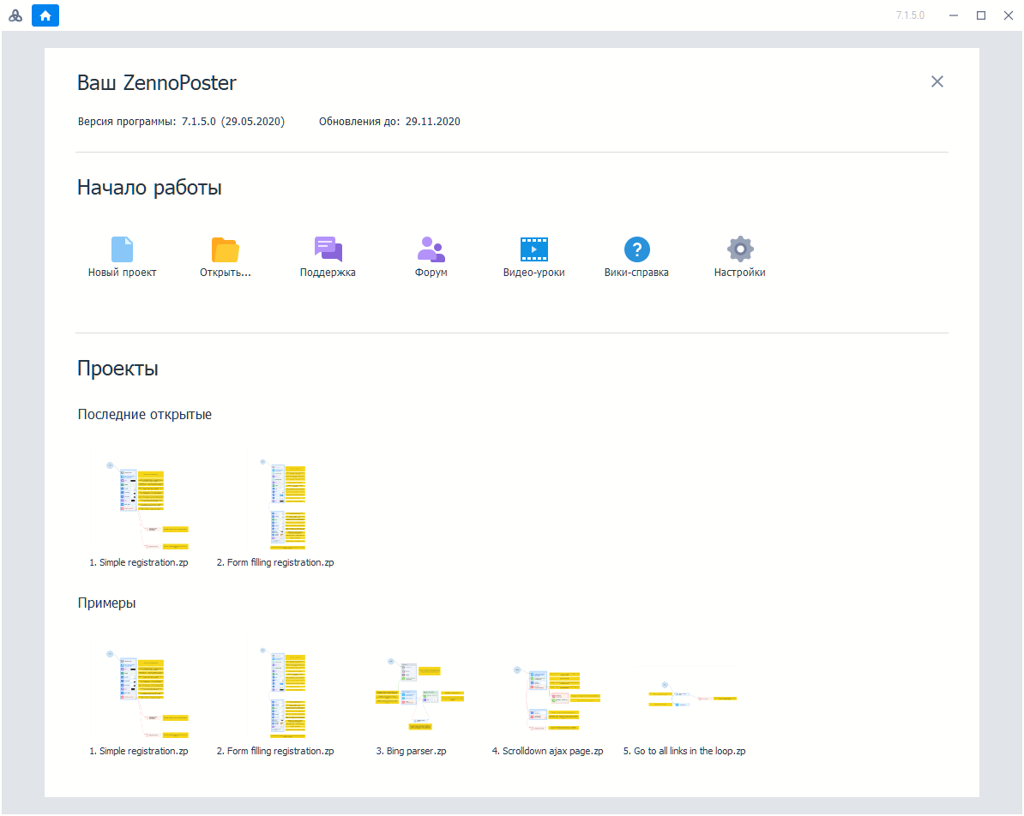 7.1.5.0
Ваш ZennoPoster
Версия программы: 7.1.5.0 (29.05.2020) Обновления до: 29.11.2020
Начало работы
Новый проект Открыть... Поддержка Форум Видео-уроки Вики-справка Настройки
Проекты
Последние открытые
1. Simple registration.zp 2. Form filling registration.zp
Примеры
1. Simple registration.zp 2. Form filling registration.zp 3. Bing parser.zp 4. Scrolldown ajax page.zp 5. Go to all links in the loop.zp